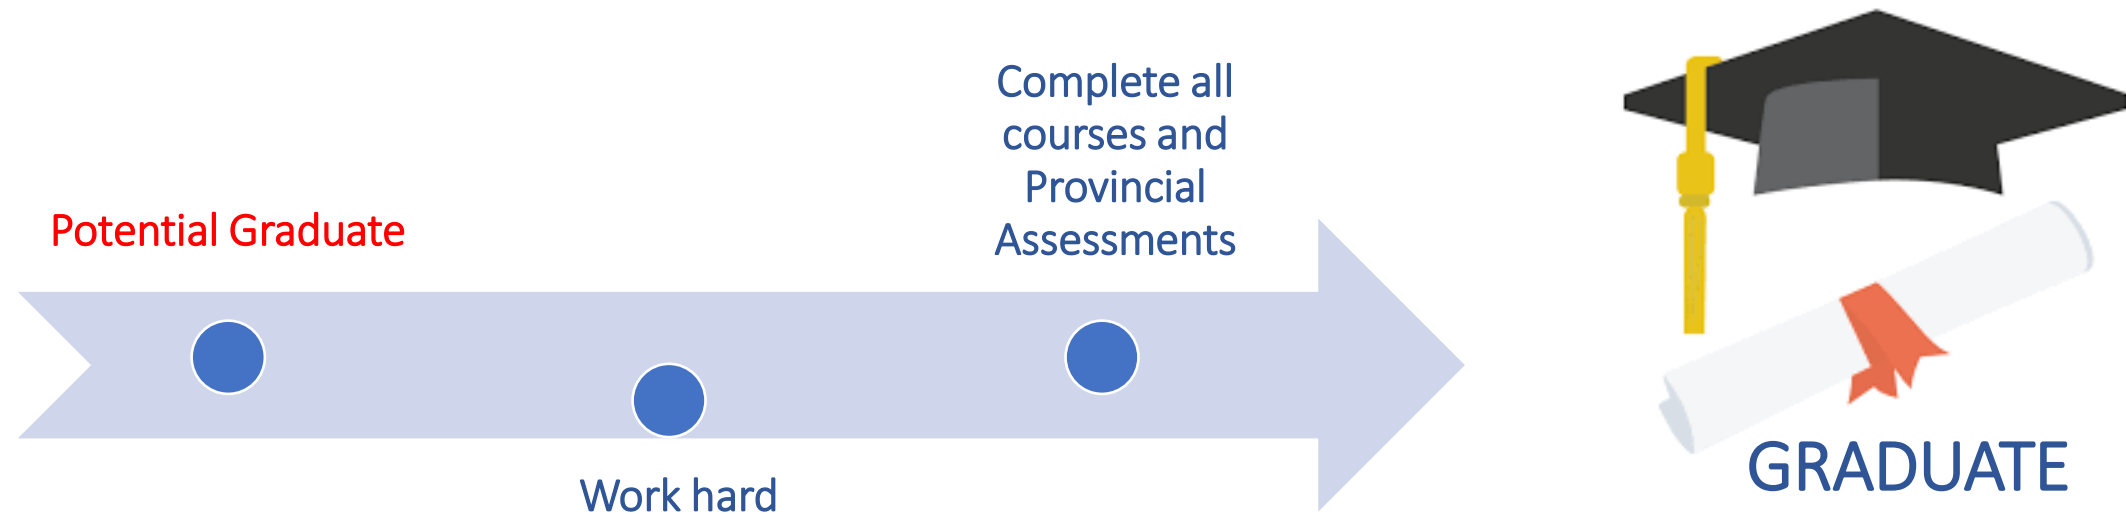 Potential Graduate
Work hard
Complete all
courses and
Provincial
Assessments
GRADUATE